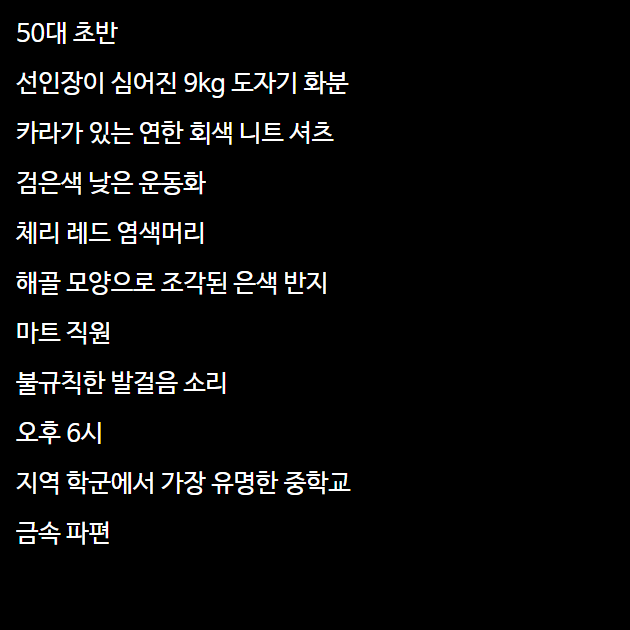 50대 초반
선인장이 심어진 9kg 도자기 화분
카라가 있는 연한 회색 니트 셔츠
검은색 낮은 운동화
체리 레드 염색머리
해골 모양으로 조각된 은색 반지
마트 직원
불규칙한 발걸음 소리
오후 6시
지역 학군에서 가장 유명한 중학교
금속 파편